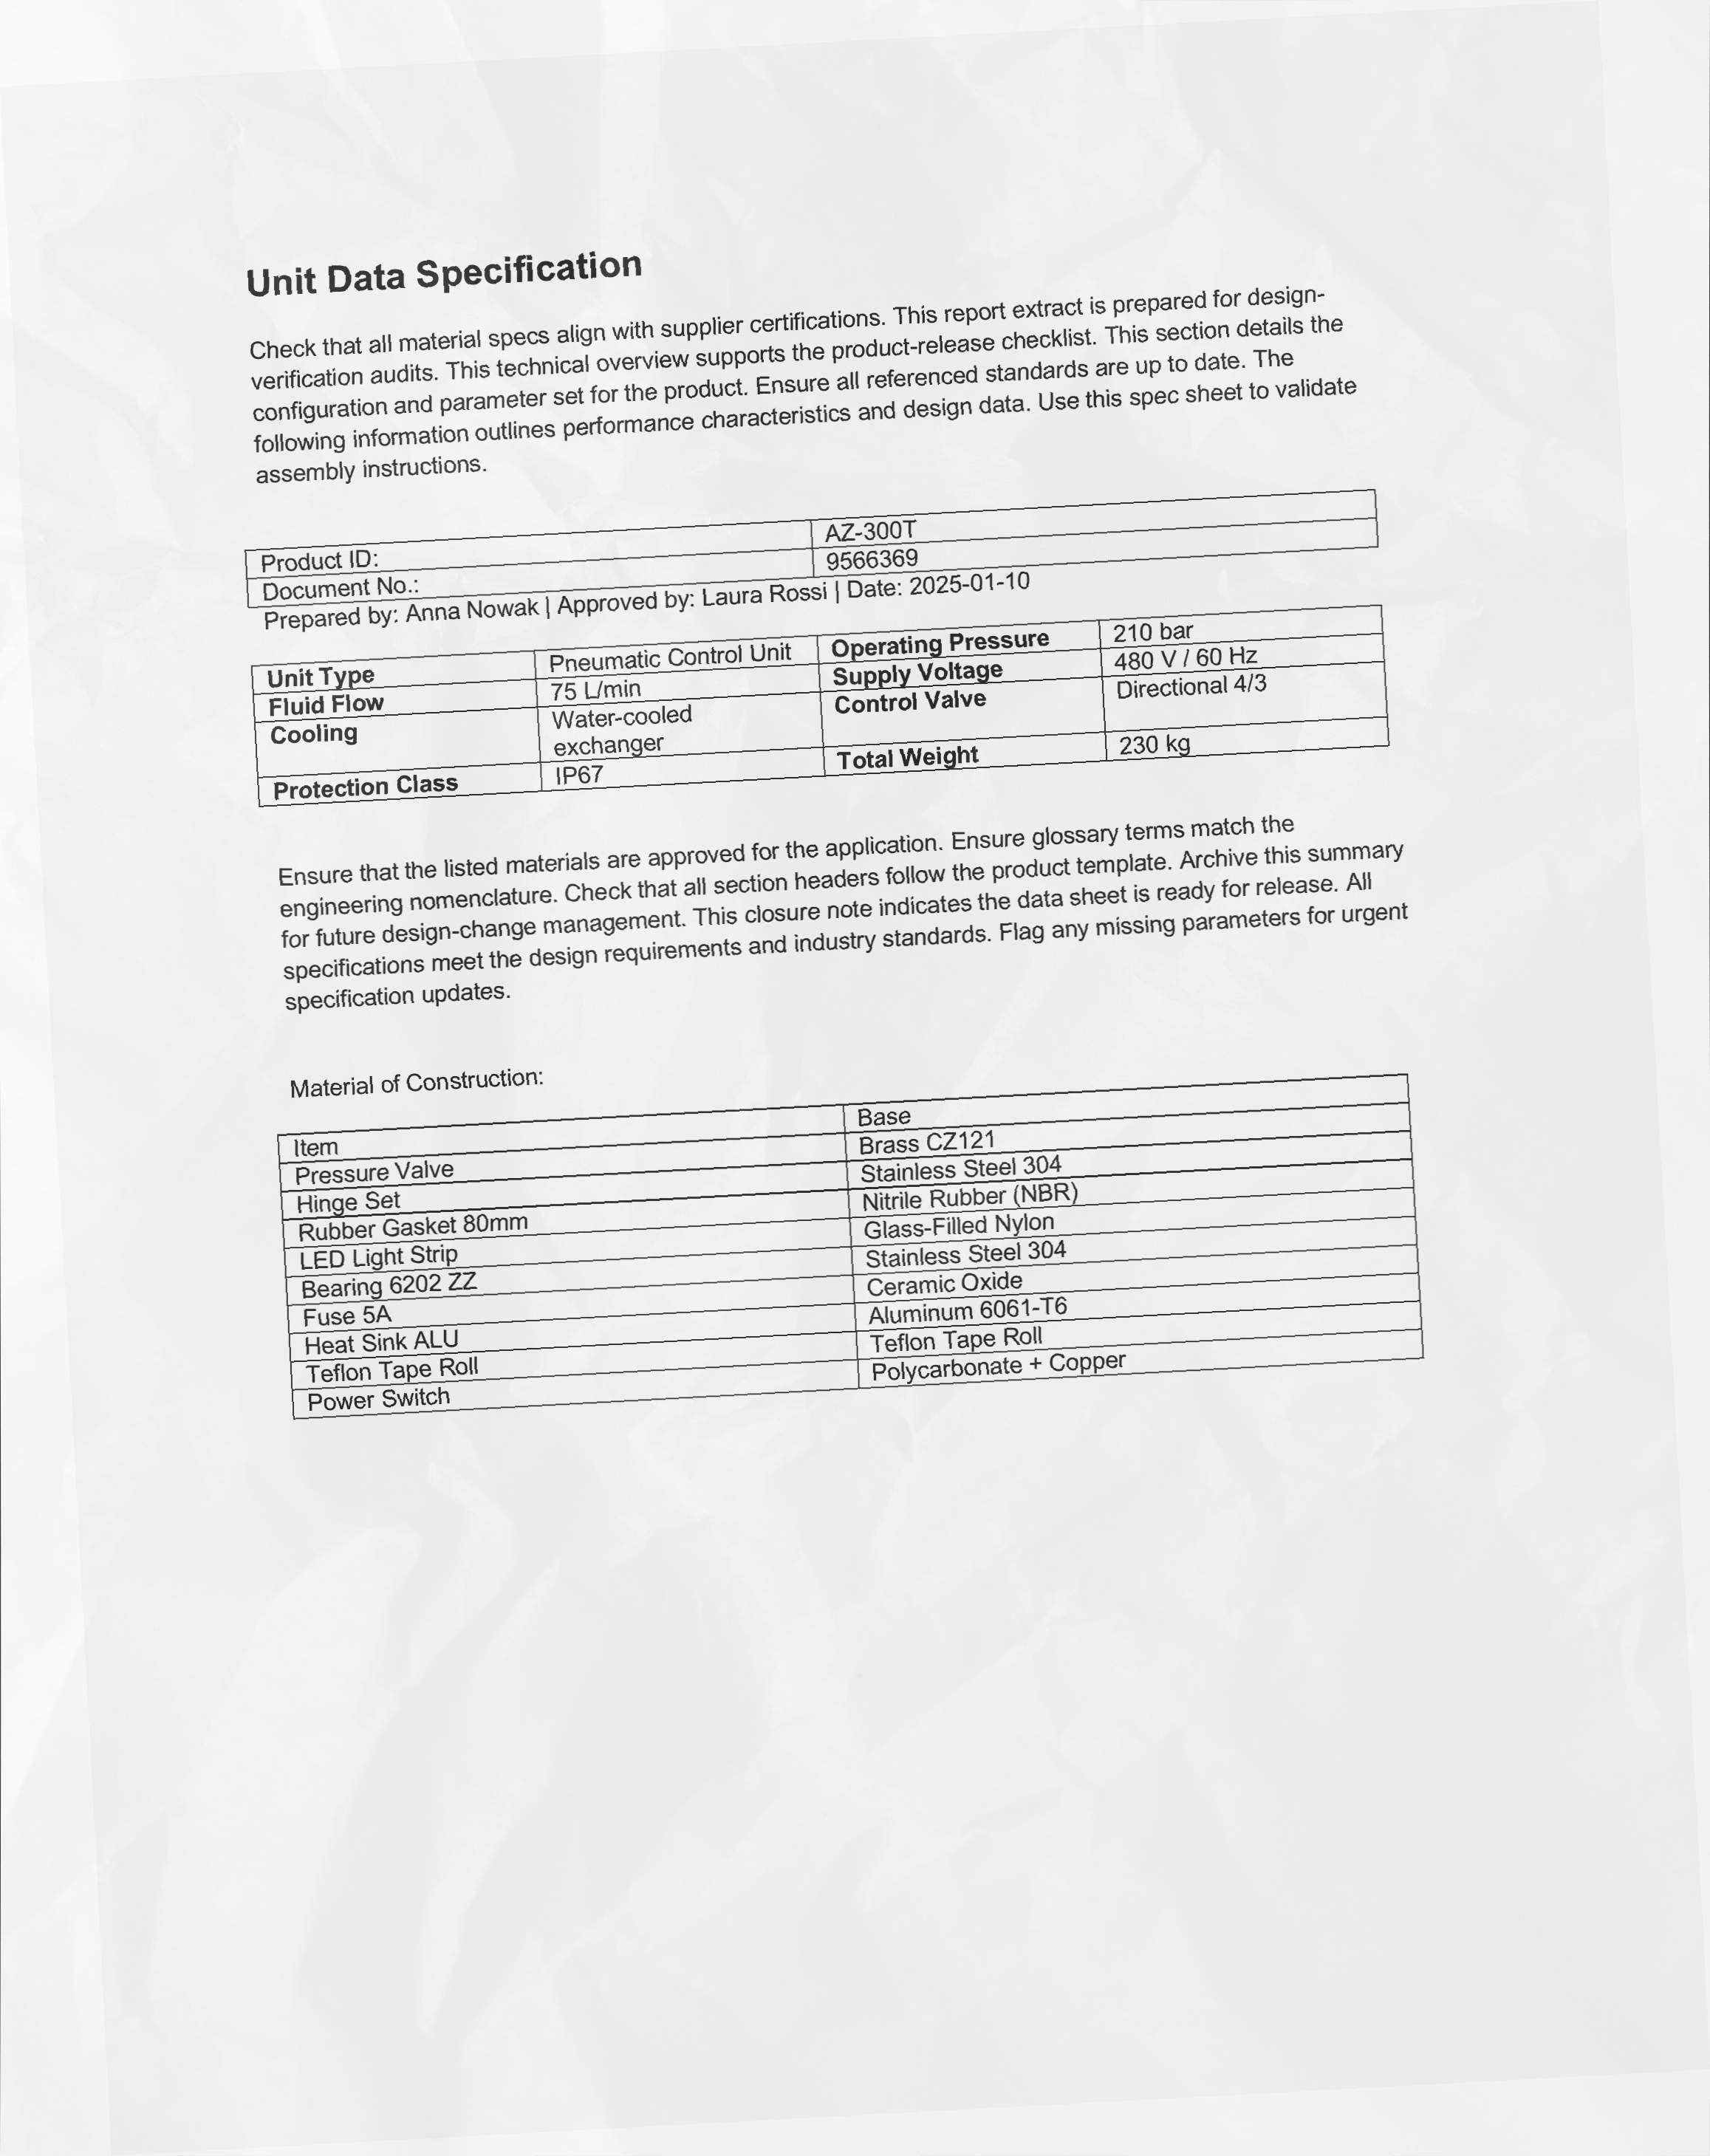 Unit Data Specification
Check that all material specs align with supplier certifications. This report extract is prepared for design-
verification audits. This technical overview supports the product-release checklist. This section details the
configuration and parameter set for the product. Ensure all referenced standards are up to date. The
following information outlines performance characteristics and design data. Use this spec sheet to validate
assembly instructions.
Product ID: AZ-300T
Document No.: 9566369
Prepared by: Anna Nowak | Approved by: Laura Rossi | Date: 2025-01-10
Unit Type Pneumatic Control Unit Operating Pressure 210 bar
Fluid Flow 75 L/min Supply Voltage 480 V / 60 Hz
Cooling Water-cooled Control Valve Directional 4/3
exchanger
Protection Class IP67 Total Weight 230 kg
Ensure that the listed materials are approved for the application. Ensure glossary terms match the
engineering nomenclature. Check that all section headers follow the product template. Archive this summary
for future design-change management. This closure note indicates the data sheet is ready for release. All
specifications meet the design requirements and industry standards. Flag any missing parameters for urgent
specification updates.
Material of Construction:
Item Base
Pressure Valve Brass CZ121
Hinge Set Stainless Steel 304
Rubber Gasket 80mm Nitrile Rubber (NBR)
LED Light Strip Glass-Filled Nylon
Bearing 6202 ZZ Stainless Steel 304
Fuse 5A Ceramic Oxide
Heat Sink ALU Aluminum 6061-T6
Teflon Tape Roll Teflon Tape Roll
Power Switch Polycarbonate + Copper